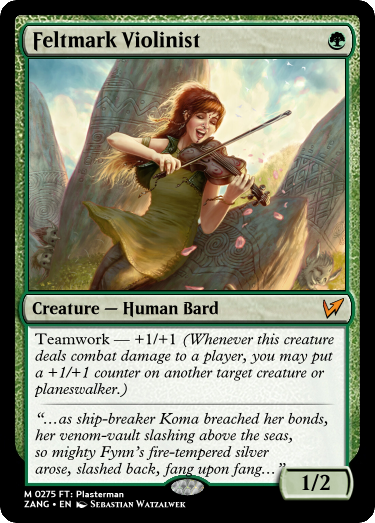 Feltmark Violinist
Creature — Human Bard
Teamwork — +1/+1 (Whenever this creature
deals combat damage to a player, you may put
a +1/+1 counter on another target creature or
planeswalker.)
“…as ship-breaker Koma breached her bonds,
her venom-vault slashing above the seas,
so mighty Fynn’s fire-tempered silver
arose, slashed back, fang upon fang…”
1/2
M 0275 FT: Plasterman
ZANG • EN Sebastian Watzalwek